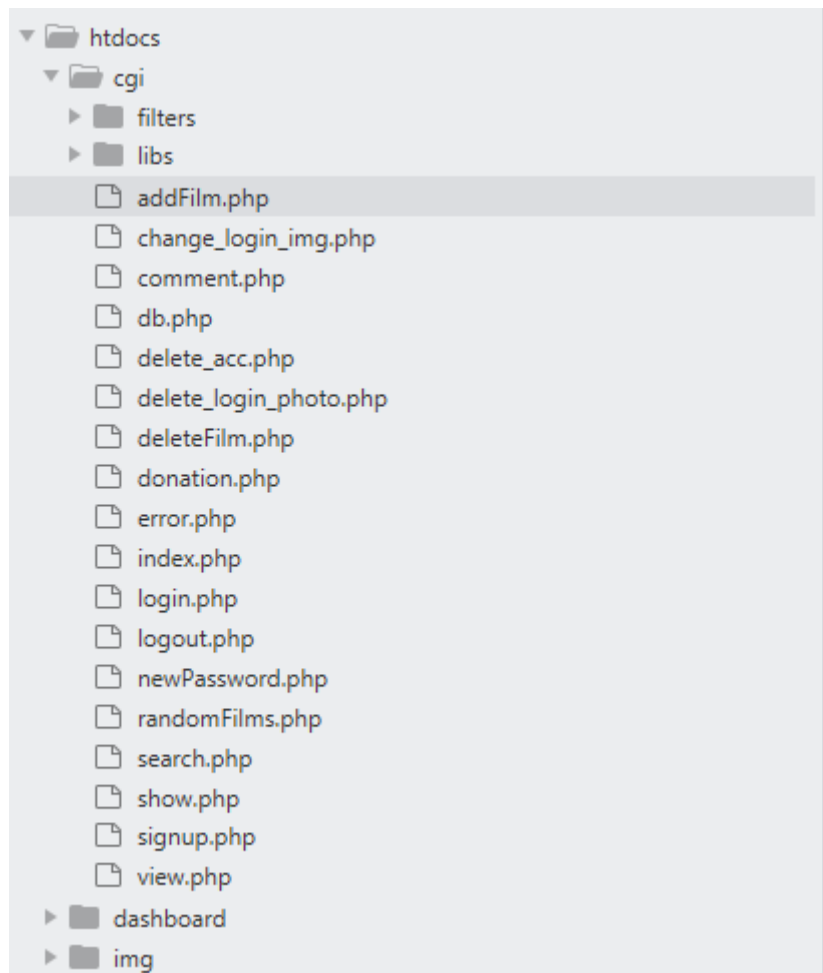 htdocs
cgi
filters
libs
addFilm.php
change_login_img.php
comment.php
db.php
delete_acc.php
delete_login_photo.php
deleteFilm.php
donation.php
error.php
index.php
login.php
logout.php
newPassword.php
randomFilms.php
search.php
show.php
signup.php
view.php
dashboard
img